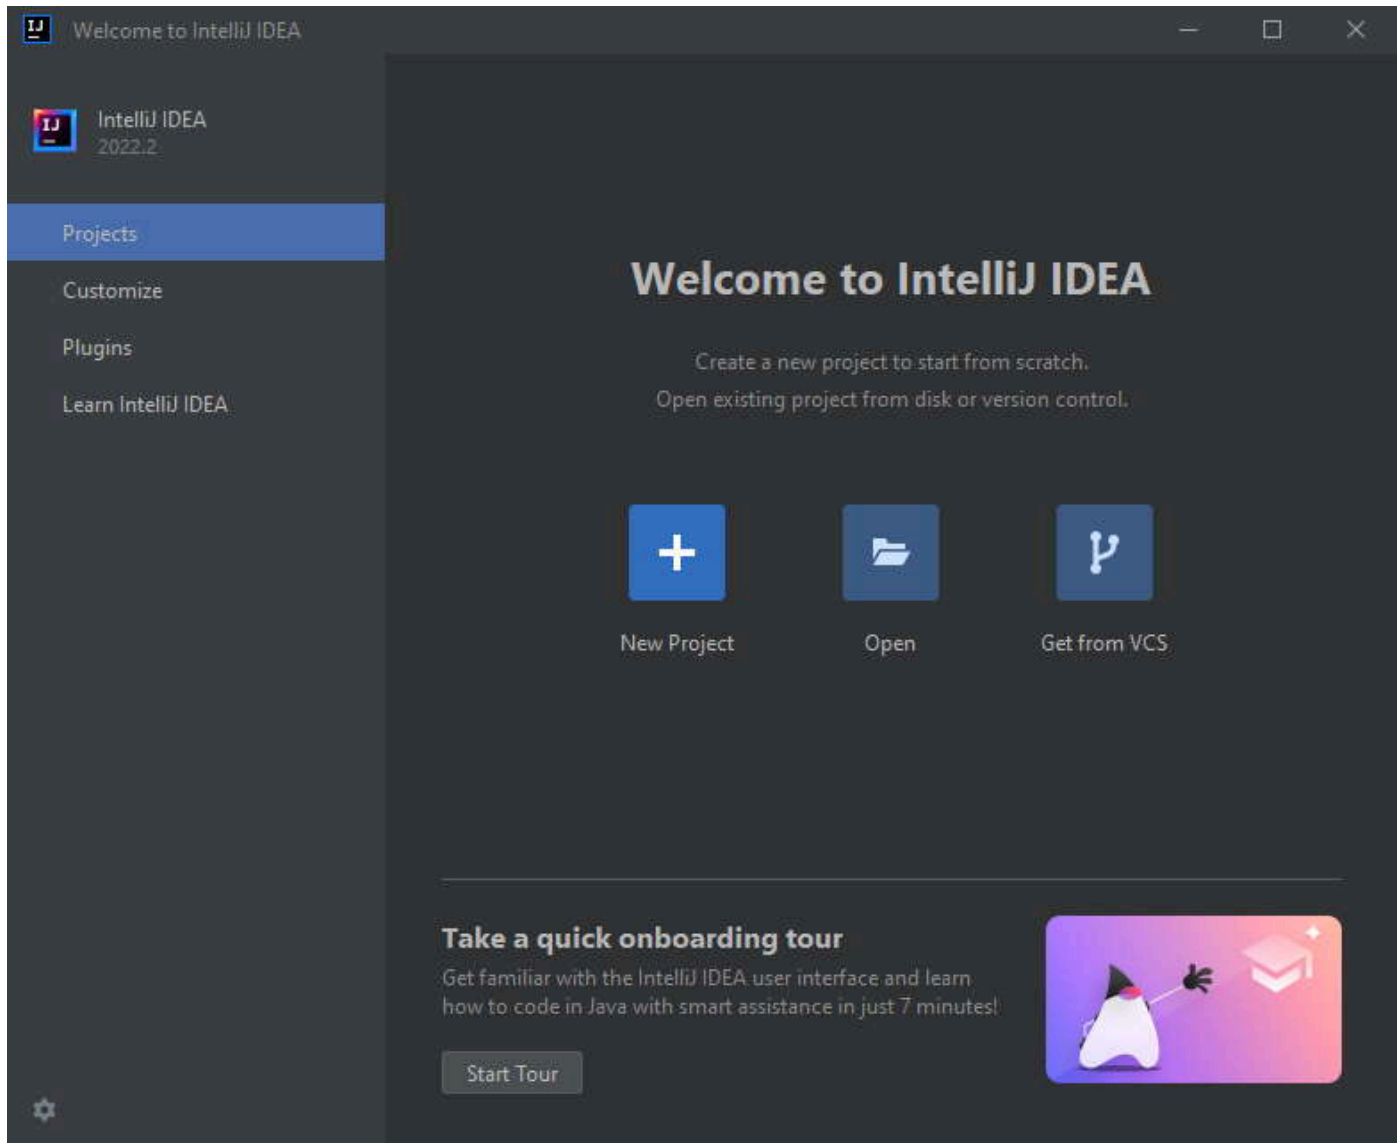 IJ
Welcome to IntelliJ IDEA
IJ
IntelliJ IDEA
2022.2
Projects
Customize
Plugins
Learn IntelliJ IDEA
Welcome to IntelliJ IDEA
Create a new project to start from scratch.
Open existing project from disk or version control.
New Project
Open
Get from VCS
Take a quick onboarding tour
Get familiar with the IntelliJ IDEA user interface and learn
how to code in Java with smart assistance in just 7 minutes!
Start Tour